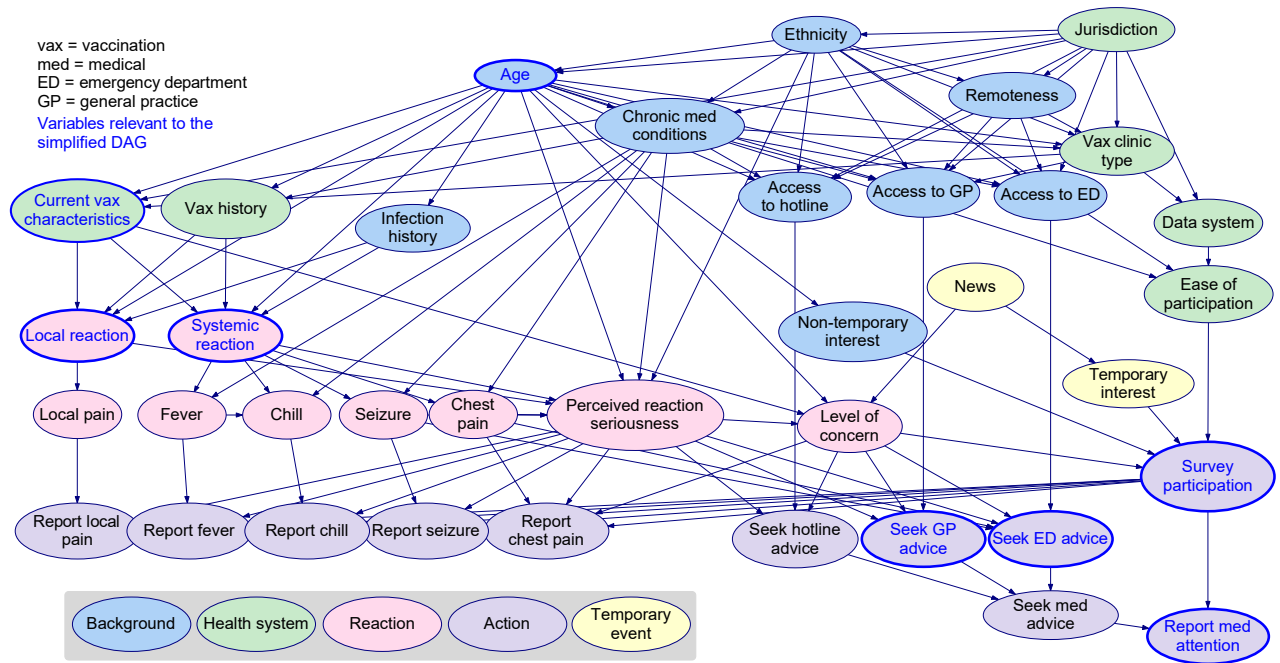 vax = vaccination
med = medical
ED = emergency department
GP = general practice
Variables relevant to the
simplified DAG
Ethnicity
Jurisdiction
Age
Remoteness
Chronic med
conditions
Vax clinic
type
Current vax
characteristics
Vax history
Infection
history
Access
to hotline
Access to GP
Access to ED
Data system
News
Ease of
participation
Local reaction
Systemic
reaction
Non-temporary
interest
Temporary
interest
Local pain
Fever
Chill
Seizure
Chest
pain
Perceived reaction
seriousness
Level of
concern
Survey
participation
Report local
pain
Report fever
Report chill
Report seizure
Report
chest pain
Seek hotline
advice
Seek GP
advice
Seek ED advice
Seek med
advice
Report med
attention
Background
Health system
Reaction
Action
Temporary
event